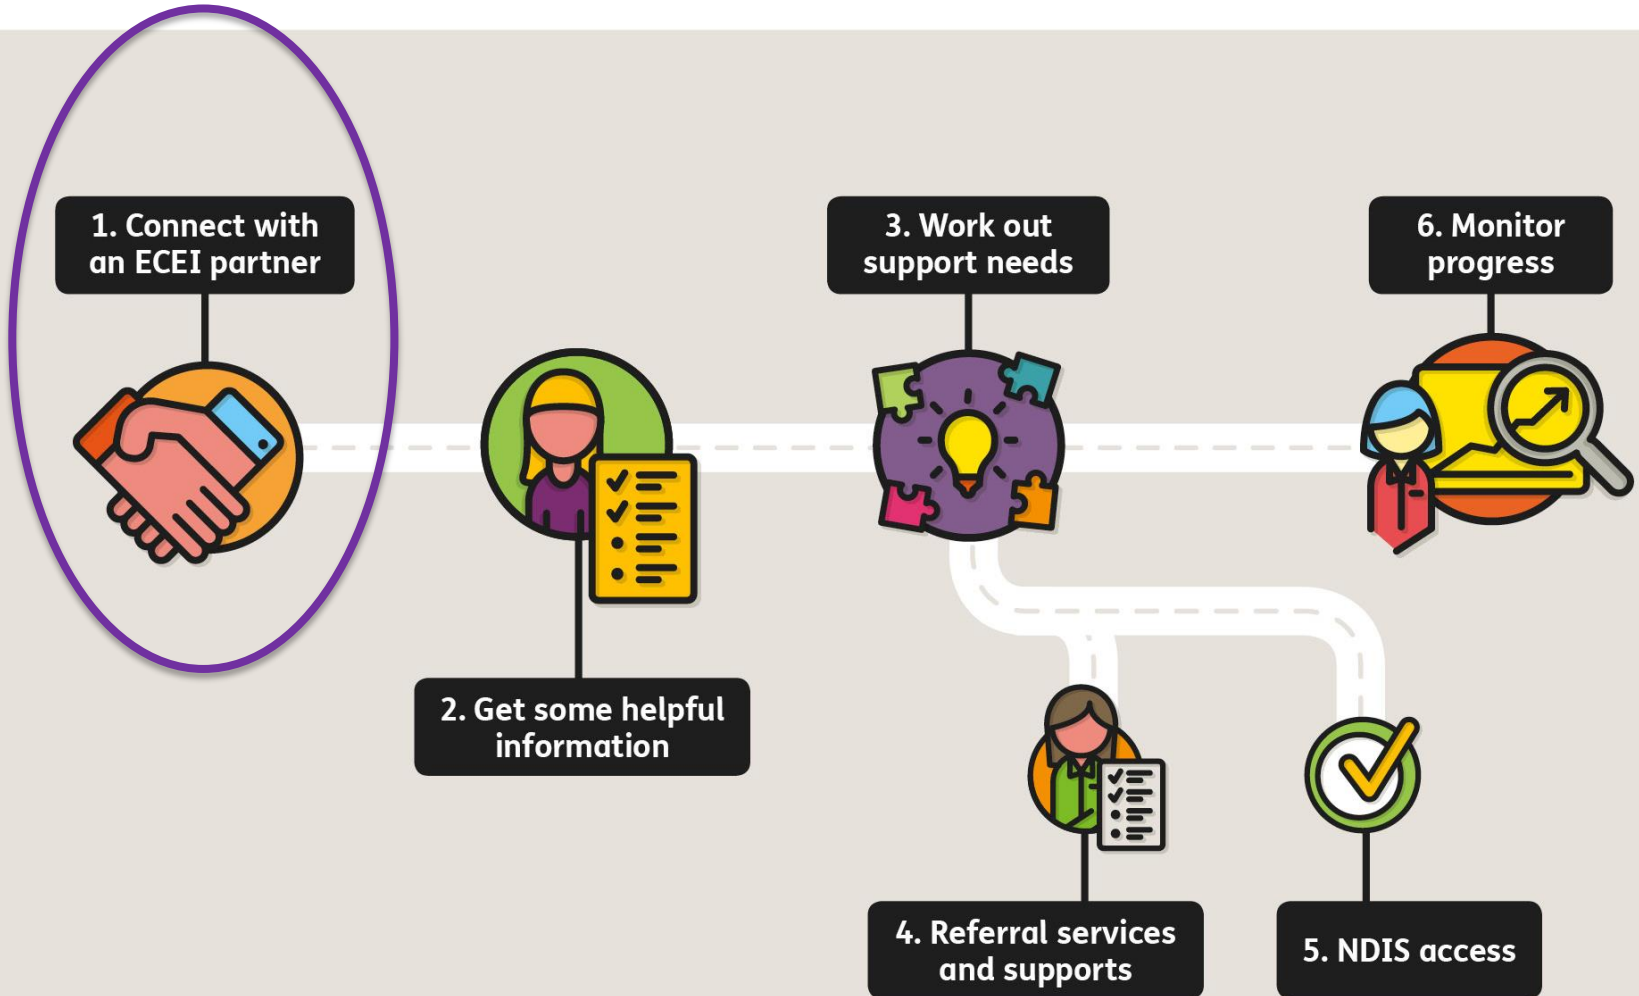 1. Connect with
an ECEI partner
2. Get some helpful
information
3. Work out
support needs
4. Referral services
and supports
5. NDIS access
6. Monitor
progress